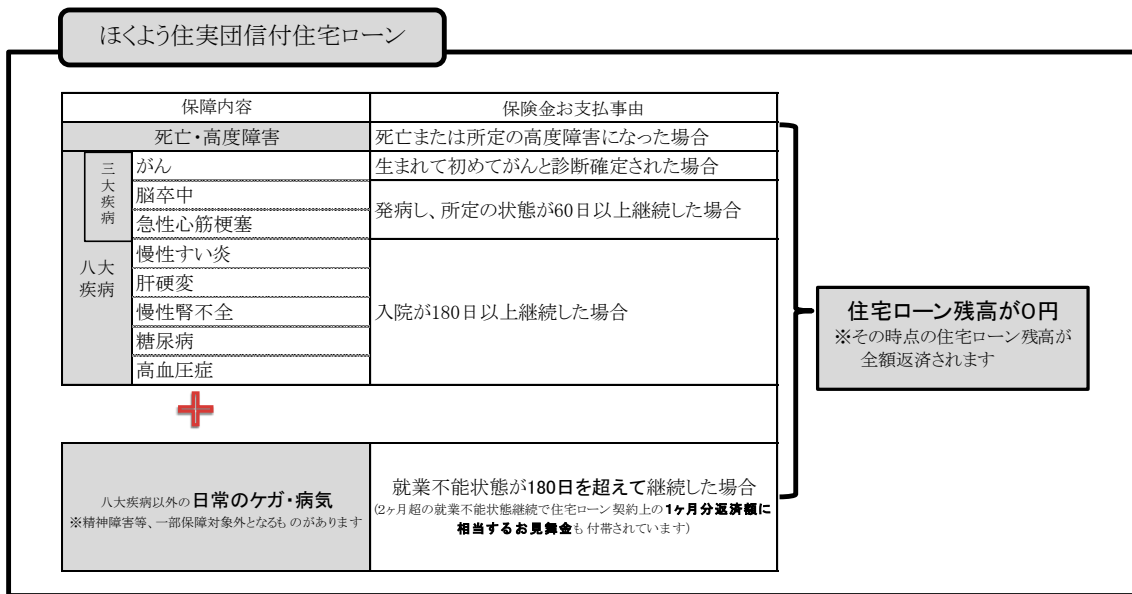 ほくよう住実団信付住宅ローン
保障内容
保険金お支払事由
死亡・高度障害
死亡または所定の高度障害になった場合
三大疾病
がん
生まれて初めてがんと診断確定された場合
脳卒中
急性心筋梗塞
発病し、所定の状態が60日以上継続した場合
八大
疾病
慢性すい炎
肝硬変
慢性腎不全
糖尿病
高血圧症
入院が180日以上継続した場合
住宅ローン残高が0円
※その時点の住宅ローン残高が
全額返済されます
八大疾病以外の日常のケガ・病気
※精神障害等、一部保障対象外となるものがあります
就業不能状態が180日を超えて継続した場合
(2ヶ月超の就業不能状態継続で住宅ローン契約上の1ヶ月分返済額に
相当するお見舞金も付帯されています)